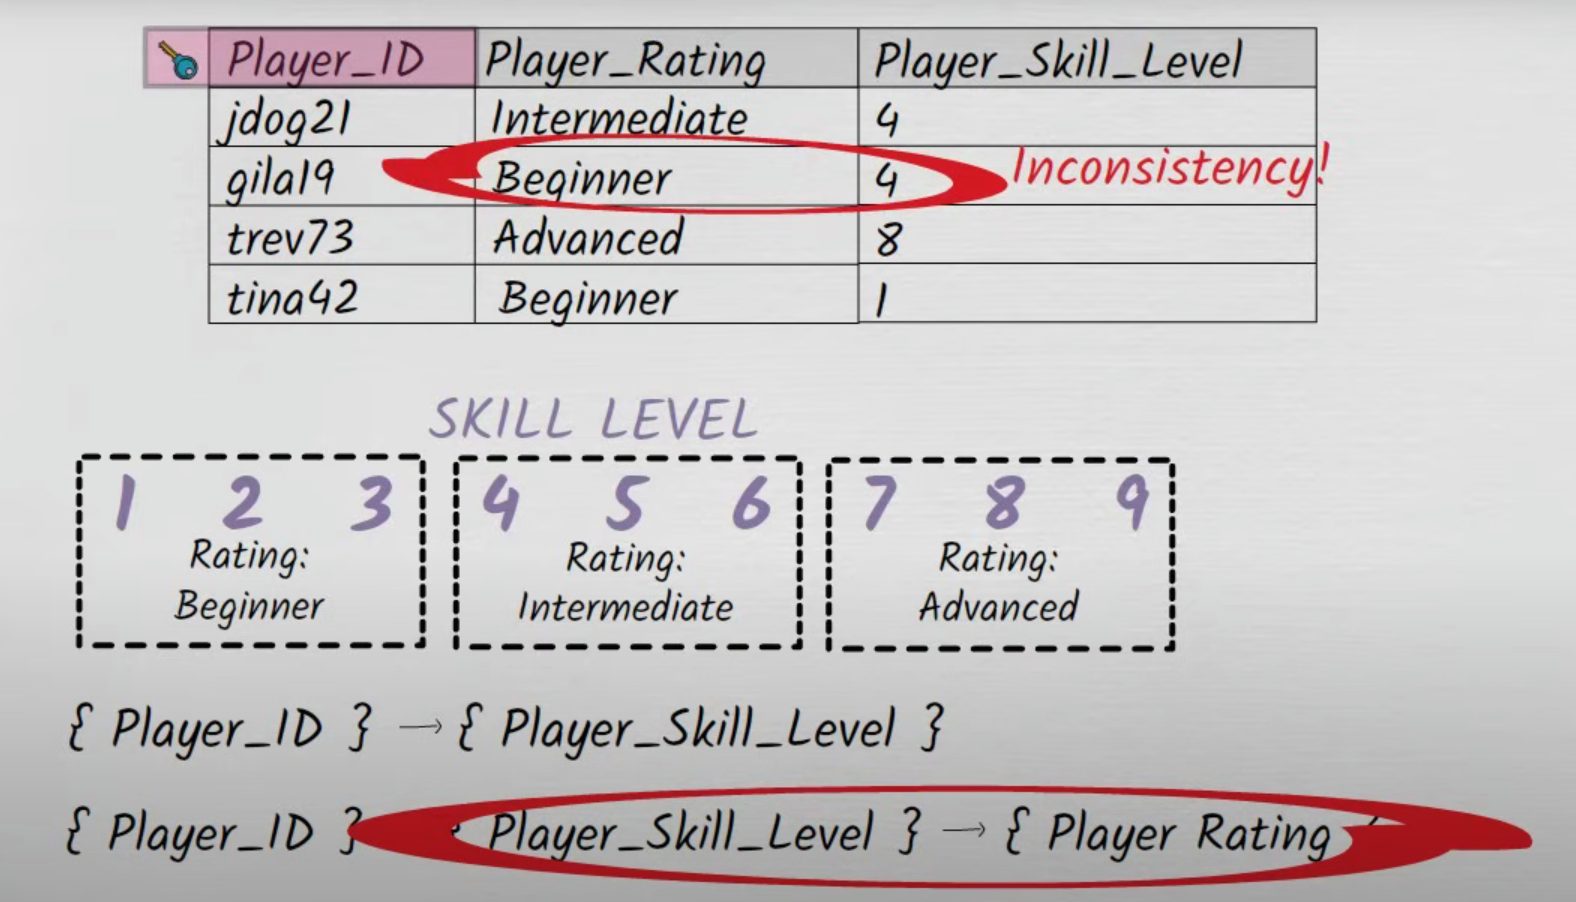 Player_ID Player_Rating Player_Skill_Level
jdog21 Intermediate 4
gila19 Beginner 4 Inconsistency!
trev73 Advanced 8
tina42 Beginner 1
SKILL LEVEL
1 2 3 4 5 6 7 8 9
Rating: Rating: Rating:
Beginner Intermediate Advanced
{ Player_ID } → { Player_Skill_Level }
{ Player_ID } { Player_Skill_Level } → { Player Rating